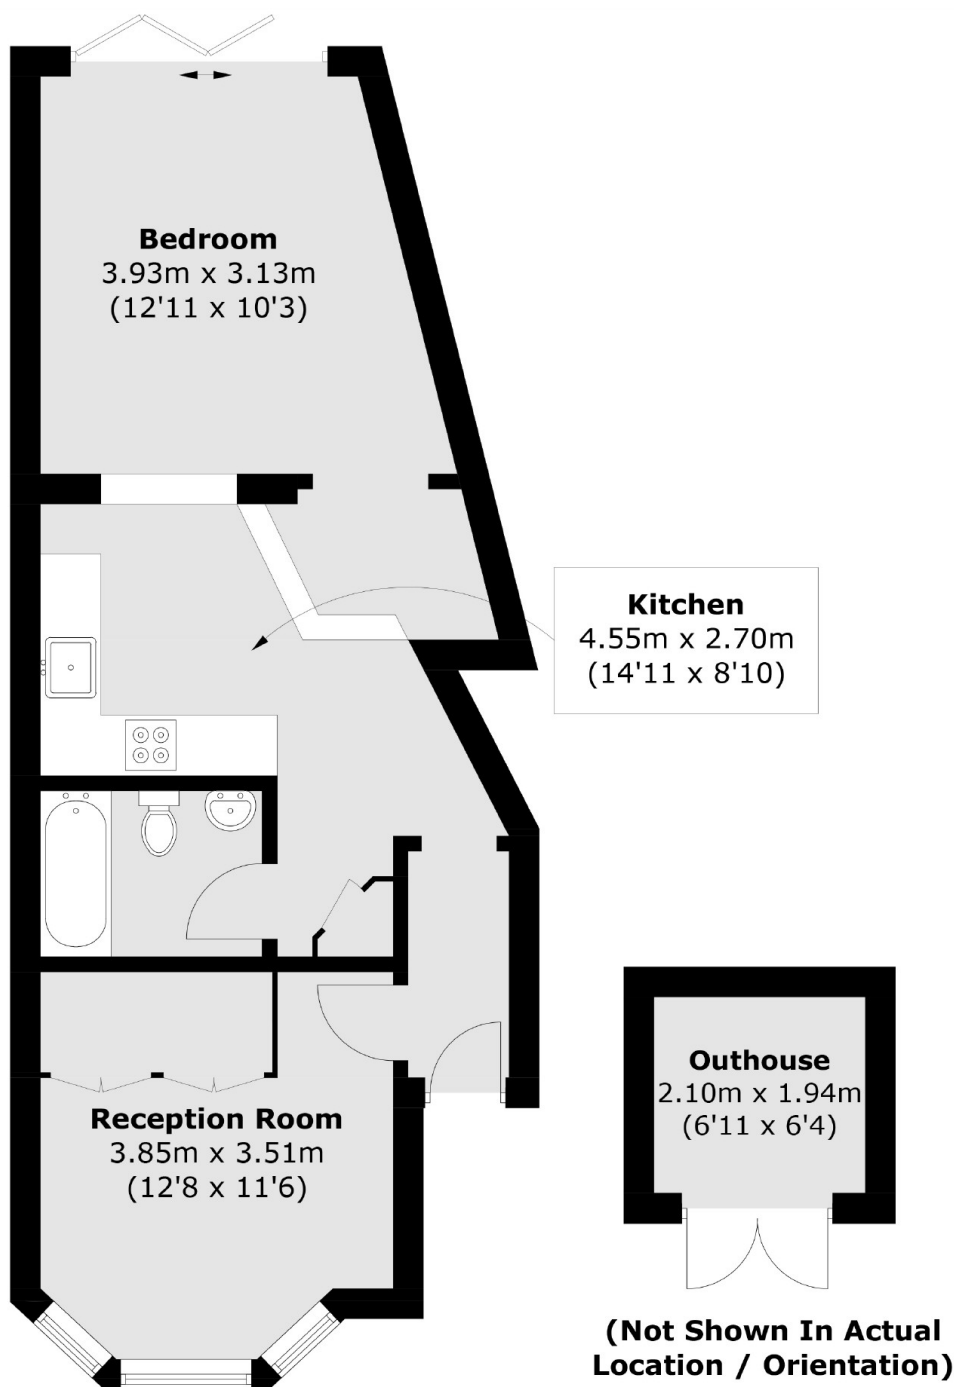 Bedroom
3.93m x 3.13m
(12'11 x 10'3)
Kitchen
4.55m x 2.70m
(14'11 x 8'10)
Reception Room
3.85m x 3.51m
(12'8 x 11'6)
Outhouse
2.10m x 1.94m
(6'11 x 6'4)
(Not Shown In Actual
Location / Orientation)